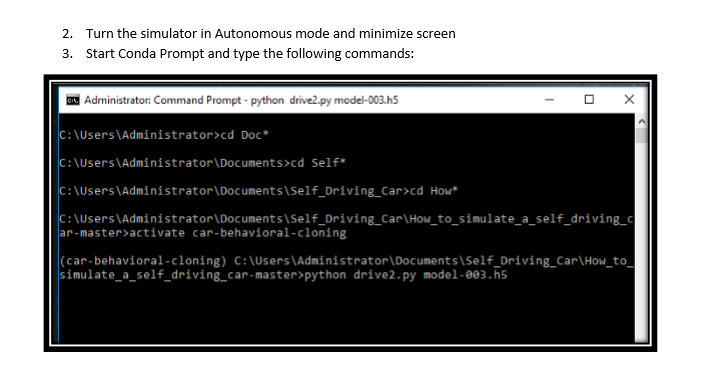 2. Turn the simulator in Autonomous mode and minimize screen
3. Start Conda Prompt and type the following commands:
Administrator: Command Prompt - python drive2.py model-003.h5
C:\Users\Administrator>cd Doc*
C:\Users\Administrator\Documents>cd Self*
C:\Users\Administrator\Documents\Self_Driving_Car>cd How*
C:\Users\Administrator\Documents\Self_Driving_Car\How_to_simulate_a_self_driving_c
ar-master>activate car-behavioral-cloning
(car-behavioral-cloning) C:\Users\Administrator\Documents\Self_Driving_Car\How_to_
simulate_a_self_driving_car-master>python drive2.py model-003.h5